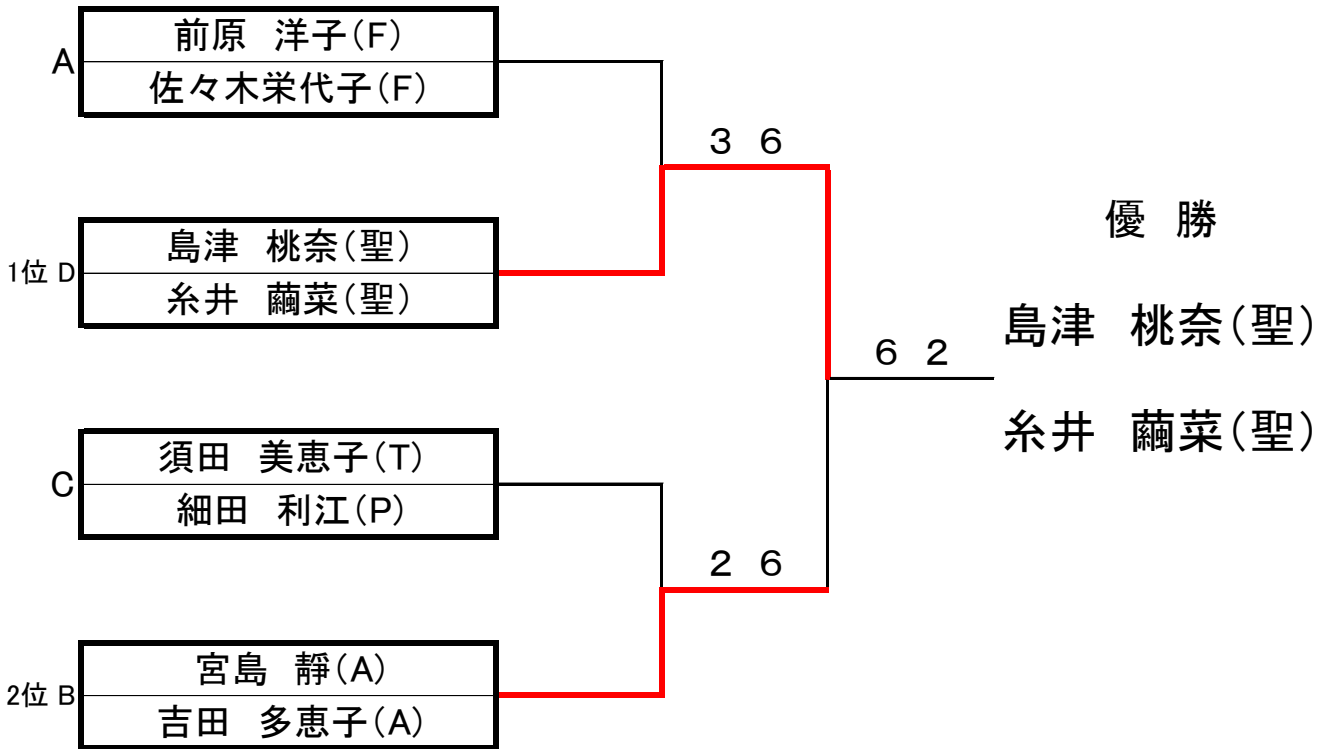 A
前原 洋子(F)
佐々木栄代子(F)
3 6
1位 D
島津 桃奈(聖)
糸井 繭菜(聖)
C
須田 美恵子(T)
細田 利江(P)
2 6
2位 B
宮島 靜(A)
吉田 多恵子(A)
6 2
優 勝
島津 桃奈(聖)
糸井 繭菜(聖)